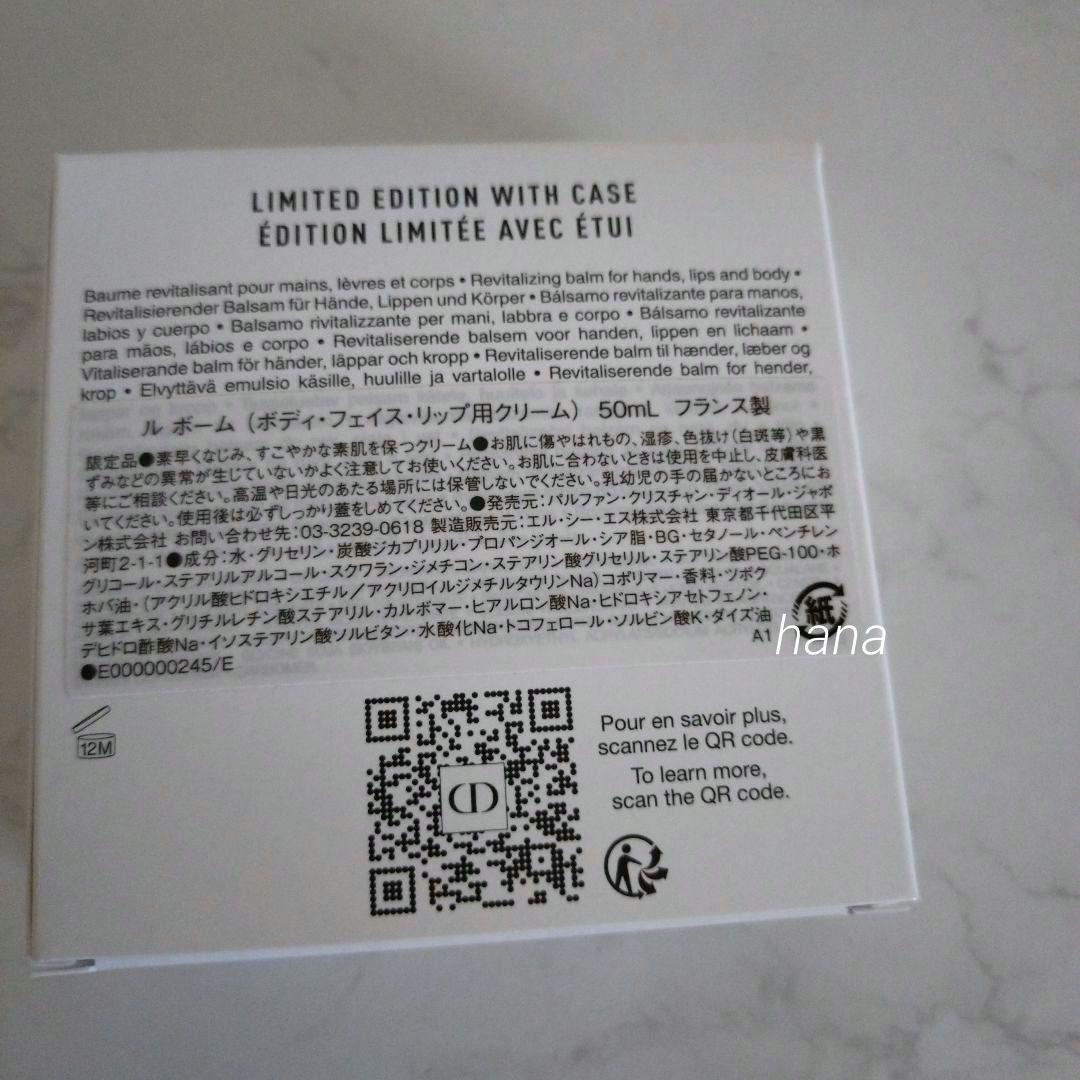 LIMITED EDITION WITH CASE
ÉDITION LIMITÉE AVEC ÉTUI
Baume revitalisant pour mains, lèvres et corps • Revitalizing balm for hands, lips and body •
Revitalisierender Balsam für Hände, Lippen und Körper • Bálsamo revitalizante para manos,
labios y cuerpo • Balsamo rivitalizzante per mani, labbra e corpo • Bálsamo revitalizante
para mãos, lábios e corpo • Revitaliserende balsem voor handen, lippen en lichaam •
Vitaliserande balm för händer, läppar och kropp • Revitaliserende balm til hænder, læber og
krop • Elvyttävä emulsio käsille, huulille ja vartalolle • Revitaliserende balm for hender,
ル ボーム（ボディ・フェイス・リップ用クリーム） 50mL フランス製
限定品●素早くなじみ、すこやかな素肌を保つクリーム●お肌に傷やはれもの、湿疹、色抜け（白斑等）や黒
ずみなどの異常が生じていないかよく注意してお使いください。お肌に合わないときは使用を中止し、皮膚科医
等にご相談ください。高温や日光のあたる場所には保管しないでください。乳幼児の手の届かないところにお
いてください。使用後は必ずしっかり蓋をしめてください。●発売元：パルファン・クリスチャン・ディオール・ジャポ
ン株式会社 お問い合わせ先：03-3239-0618 製造販売元：エル・シー・エス株式会社 東京都千代田区平
河町2-1-1●成分：水・グリセリン・炭酸ジカプリリル・プロパンジオール・シア脂・BG・セタノール・ペンチレン
グリコール・ステアリルアルコール・スクワラン・ジメチコン・ステアリン酸グリセリル・ステアリン酸PEG-100・ホ
ホバ油・（アクリル酸ヒドロキシエチル／アクリロイルジメチルタウリンNa）コポリマー・香料・ツボク
サ葉エキス・グリチルレチン酸ステアリル・カルボマー・ヒアルロン酸Na・ヒドロキシアセトフェノン・
デヒドロ酢酸Na・イソステアリン酸ソルビタン・水酸化Na・トコフェロール・ソルビン酸K・ダイズ油
●E000000245/E
A1
紙
hana
12M
CD
Pour en savoir plus,
scannez le QR code.
To learn more,
scan the QR code.